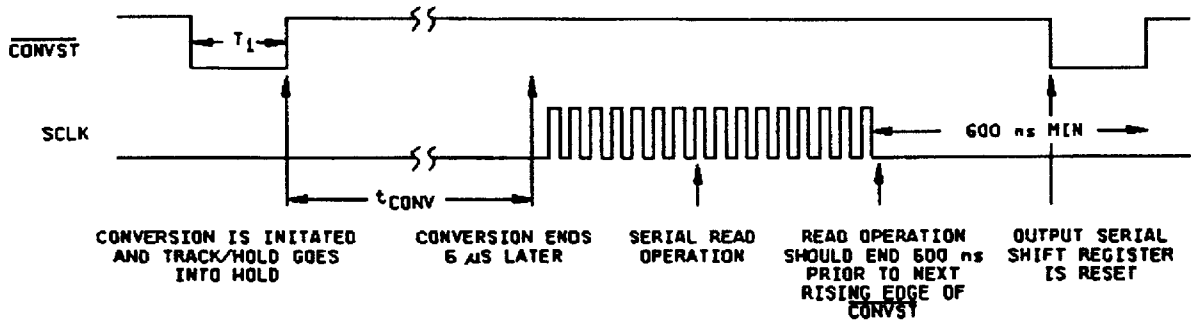 CONVST
T1
SCLK
600 ns MIN
tCONV
CONVERSION IS INITATED
AND TRACK/HOLD GOES
INTO HOLD
CONVERSION ENDS
6 µS LATER
SERIAL READ
OPERATION
READ OPERATION
SHOULD END 600 ns
PRIOR TO NEXT
RISING EDGE OF
CONVST
OUTPUT SERIAL
SHIFT REGISTER
IS RESET